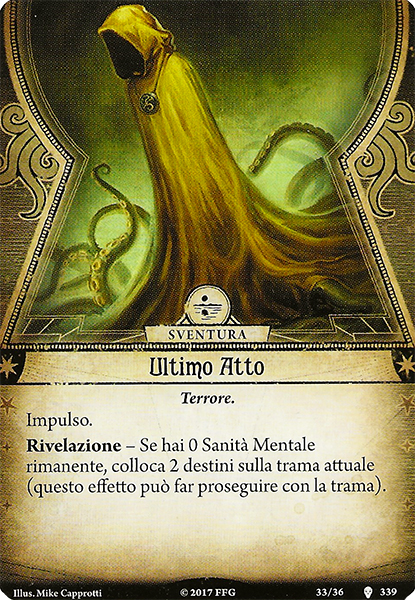 SVENTURA
Ultimo Atto
Terrore.
Impulso.
Rivelazione – Se hai 0 Sanità Mentale
rimanente, colloca 2 destini sulla trama attuale
(questo effetto può far proseguire con la trama).
Illus. Mike Capprotti © 2017 FFG 33/36 339